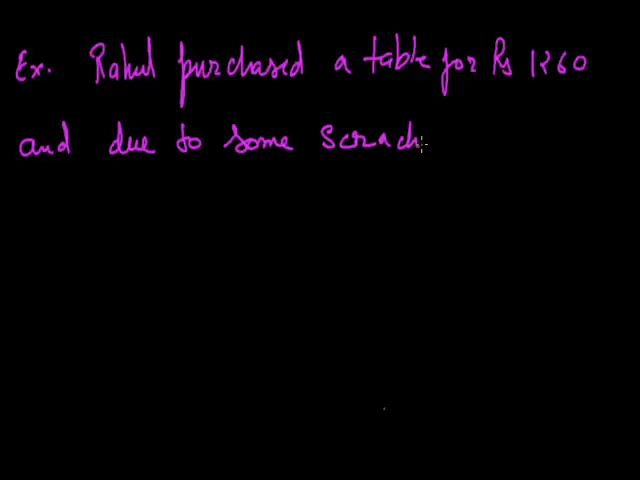 Ex. Rahul purchased a table for Rs 1260
and due to some Scrach